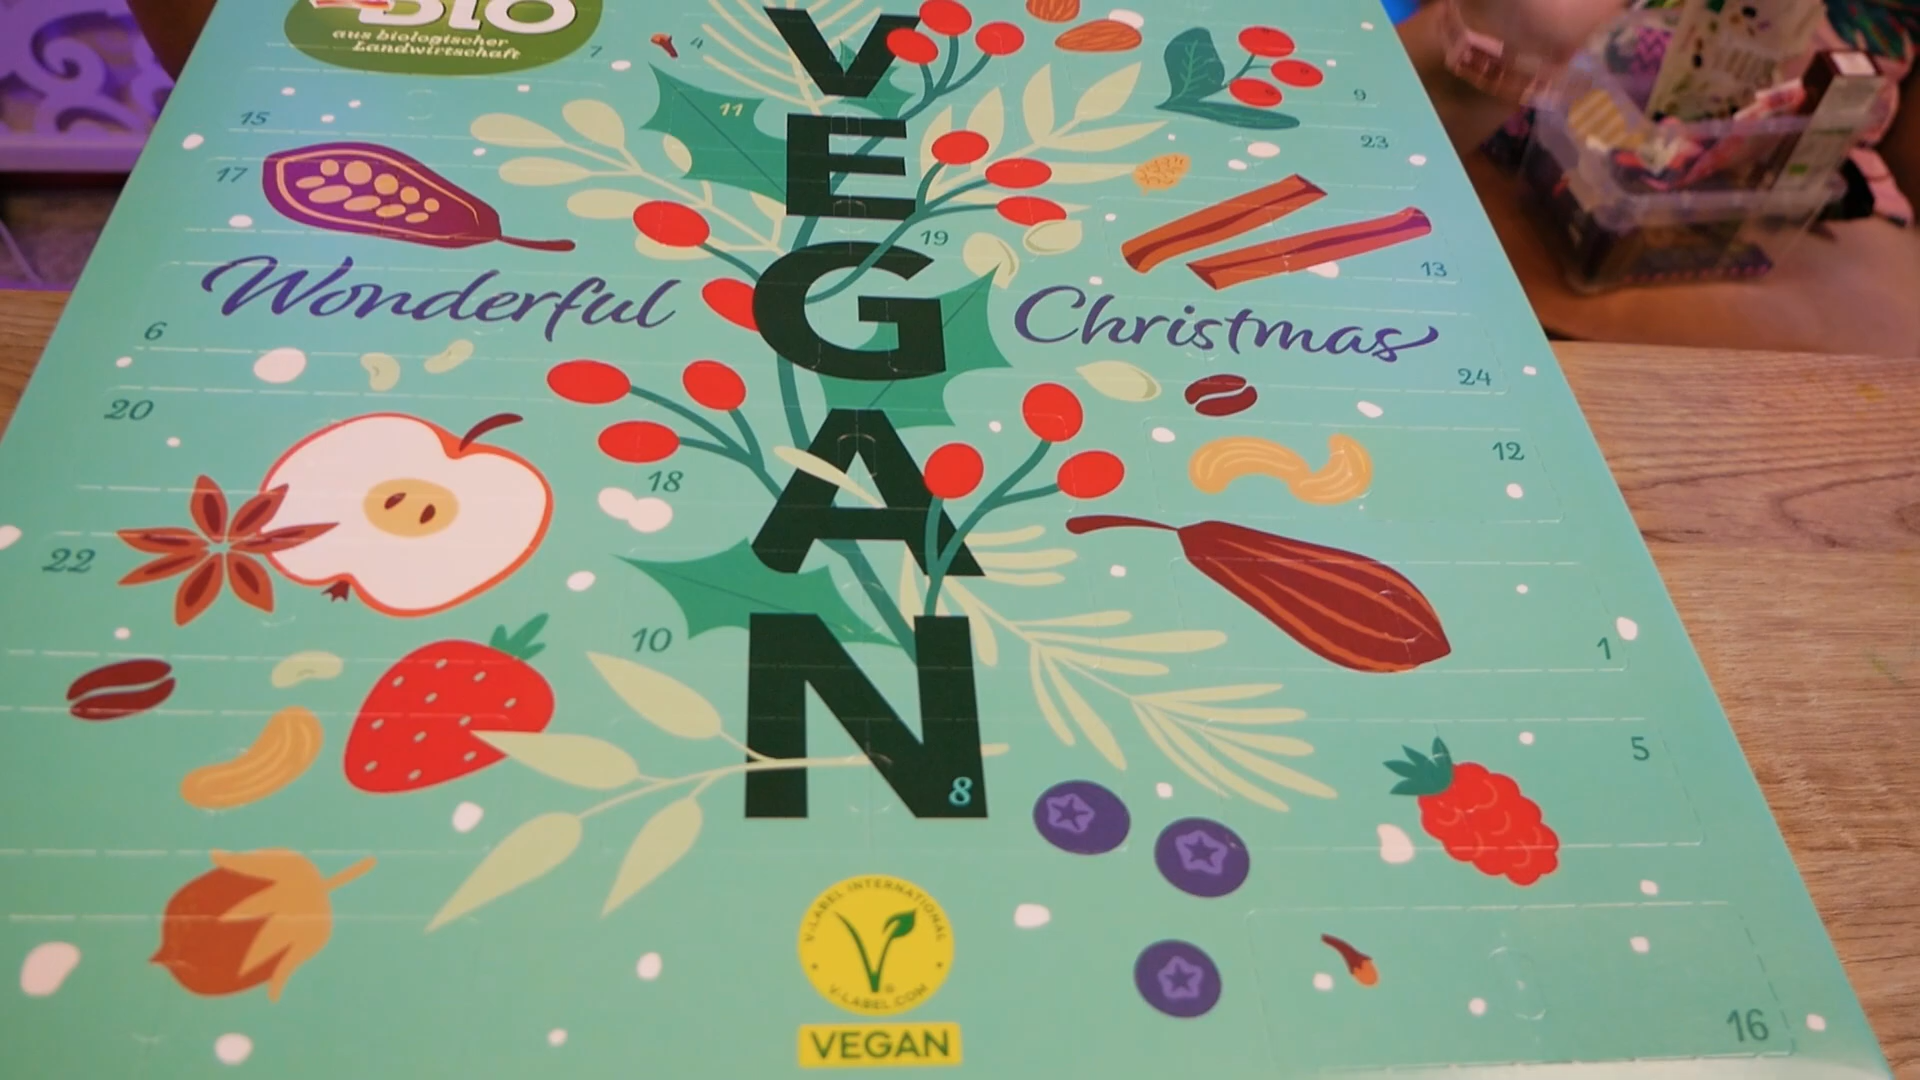 BIO
aus biologischer
Landwirtschaft
7
4
9
11
15
23
17
19
13
VEGAN
Wonderful Christmas
6
24
20
12
18
22
10
1
5
8
V-LABEL INTERNATIONAL
V-LABEL.COM
VEGAN
16